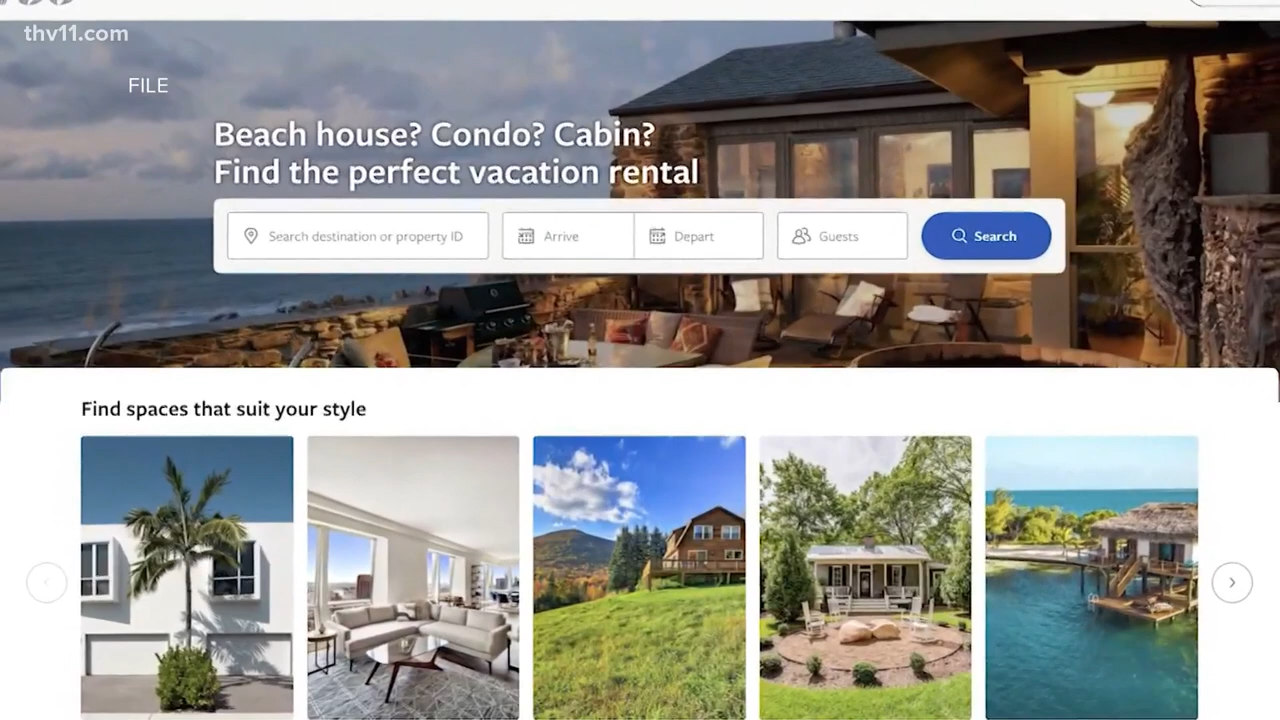 thv11.com
FILE
Beach house? Condo? Cabin?
Find the perfect vacation rental
Search destination or property ID
Arrive
Depart
Guests
Search
Find spaces that suit your style